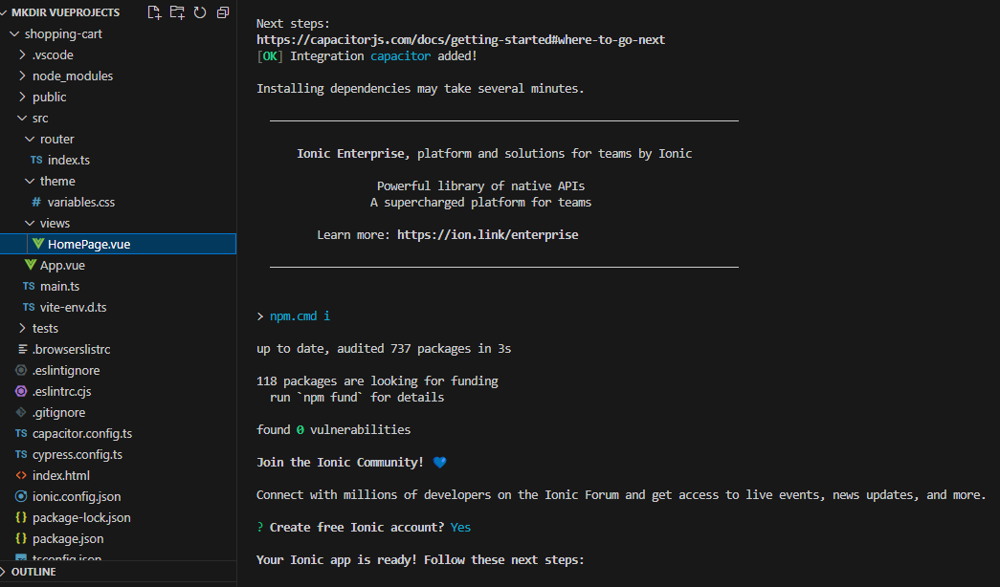 MKDIR VUEPROJECTS
shopping-cart
.vscode
node_modules
public
src
router
TS index.ts
theme
# variables.css
views
HomePage.vue
App.vue
TS main.ts
TS vite-env.d.ts
tests
.browserslistrc
.eslintignore
.eslintrc.cjs
.gitignore
TS capacitor.config.ts
TS cypress.config.ts
<> index.html
ionic.config.json
{} package-lock.json
{} package.json
tsconfig.json
OUTLINE
Next steps:
https://capacitorjs.com/docs/getting-started#where-to-go-next
[OK] Integration capacitor added!
Installing dependencies may take several minutes.
Ionic Enterprise, platform and solutions for teams by Ionic
Powerful library of native APIs
A supercharged platform for teams
Learn more: https://ion.link/enterprise
> npm.cmd i
up to date, audited 737 packages in 3s
118 packages are looking for funding
run `npm fund` for details
found 0 vulnerabilities
Join the Ionic Community! 💙
Connect with millions of developers on the Ionic Forum and get access to live events, news updates, and more.
? Create free Ionic account? Yes
Your Ionic app is ready! Follow these next steps: